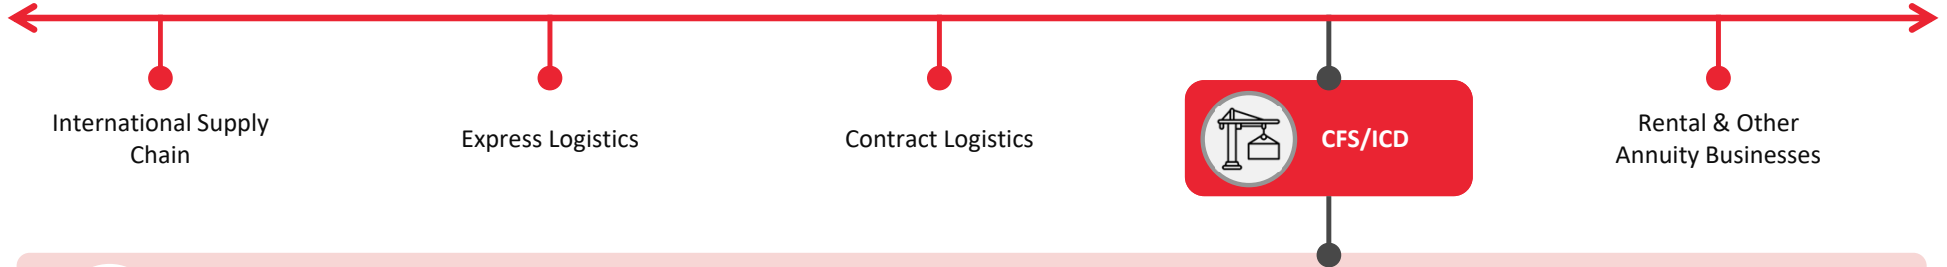 International Supply
Chain
Express Logistics
Contract Logistics
CFS/ICD
Rental & Other
Annuity Businesses